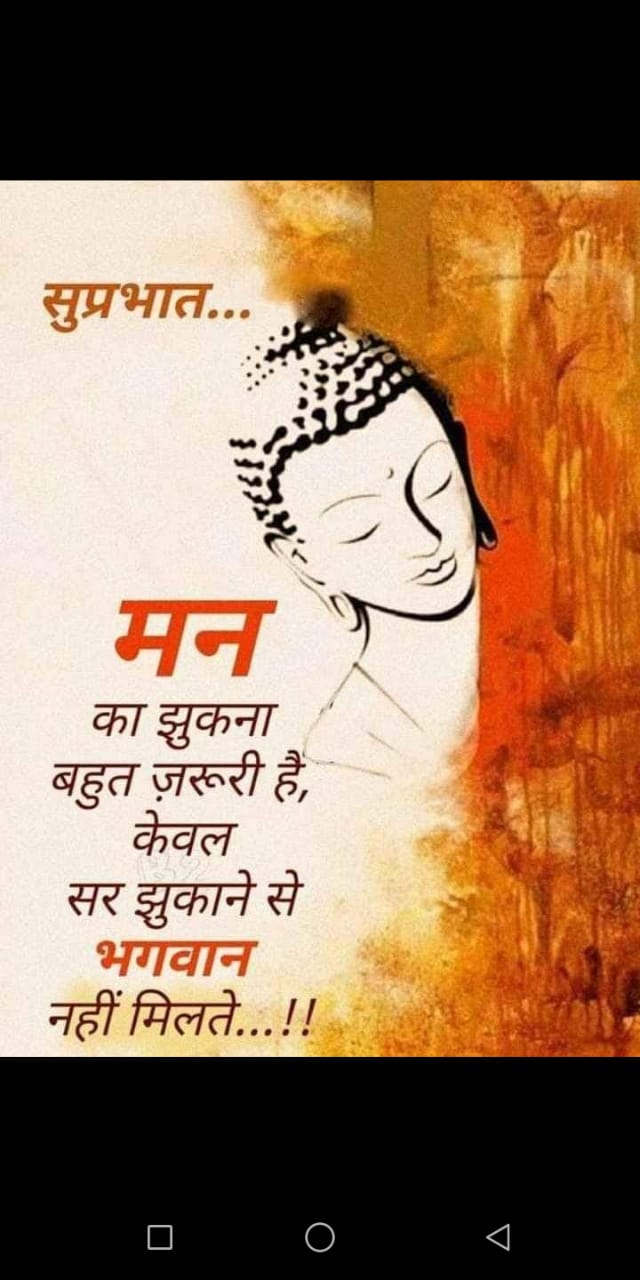 सुप्रभात...
मन
का झुकना
बहुत ज़रूरी है,
केवल
सर झुकाने से
भगवान
नहीं मिलते...!!